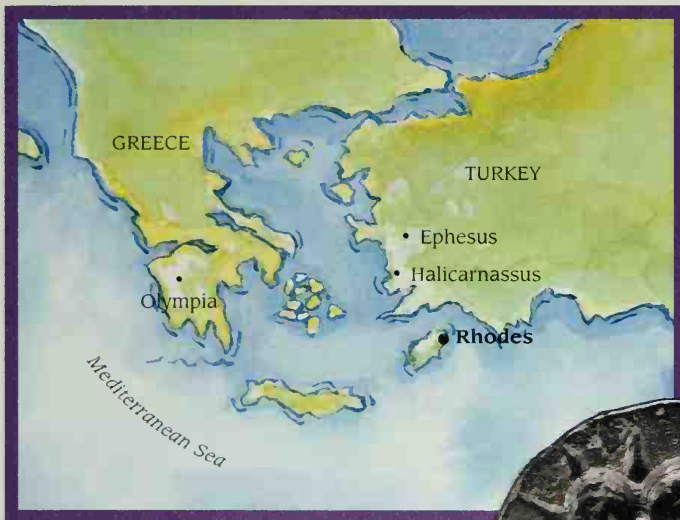 GREECE
TURKEY
Ephesus
Halicarnassus
Olympia
Rhodes
Mediterranean Sea